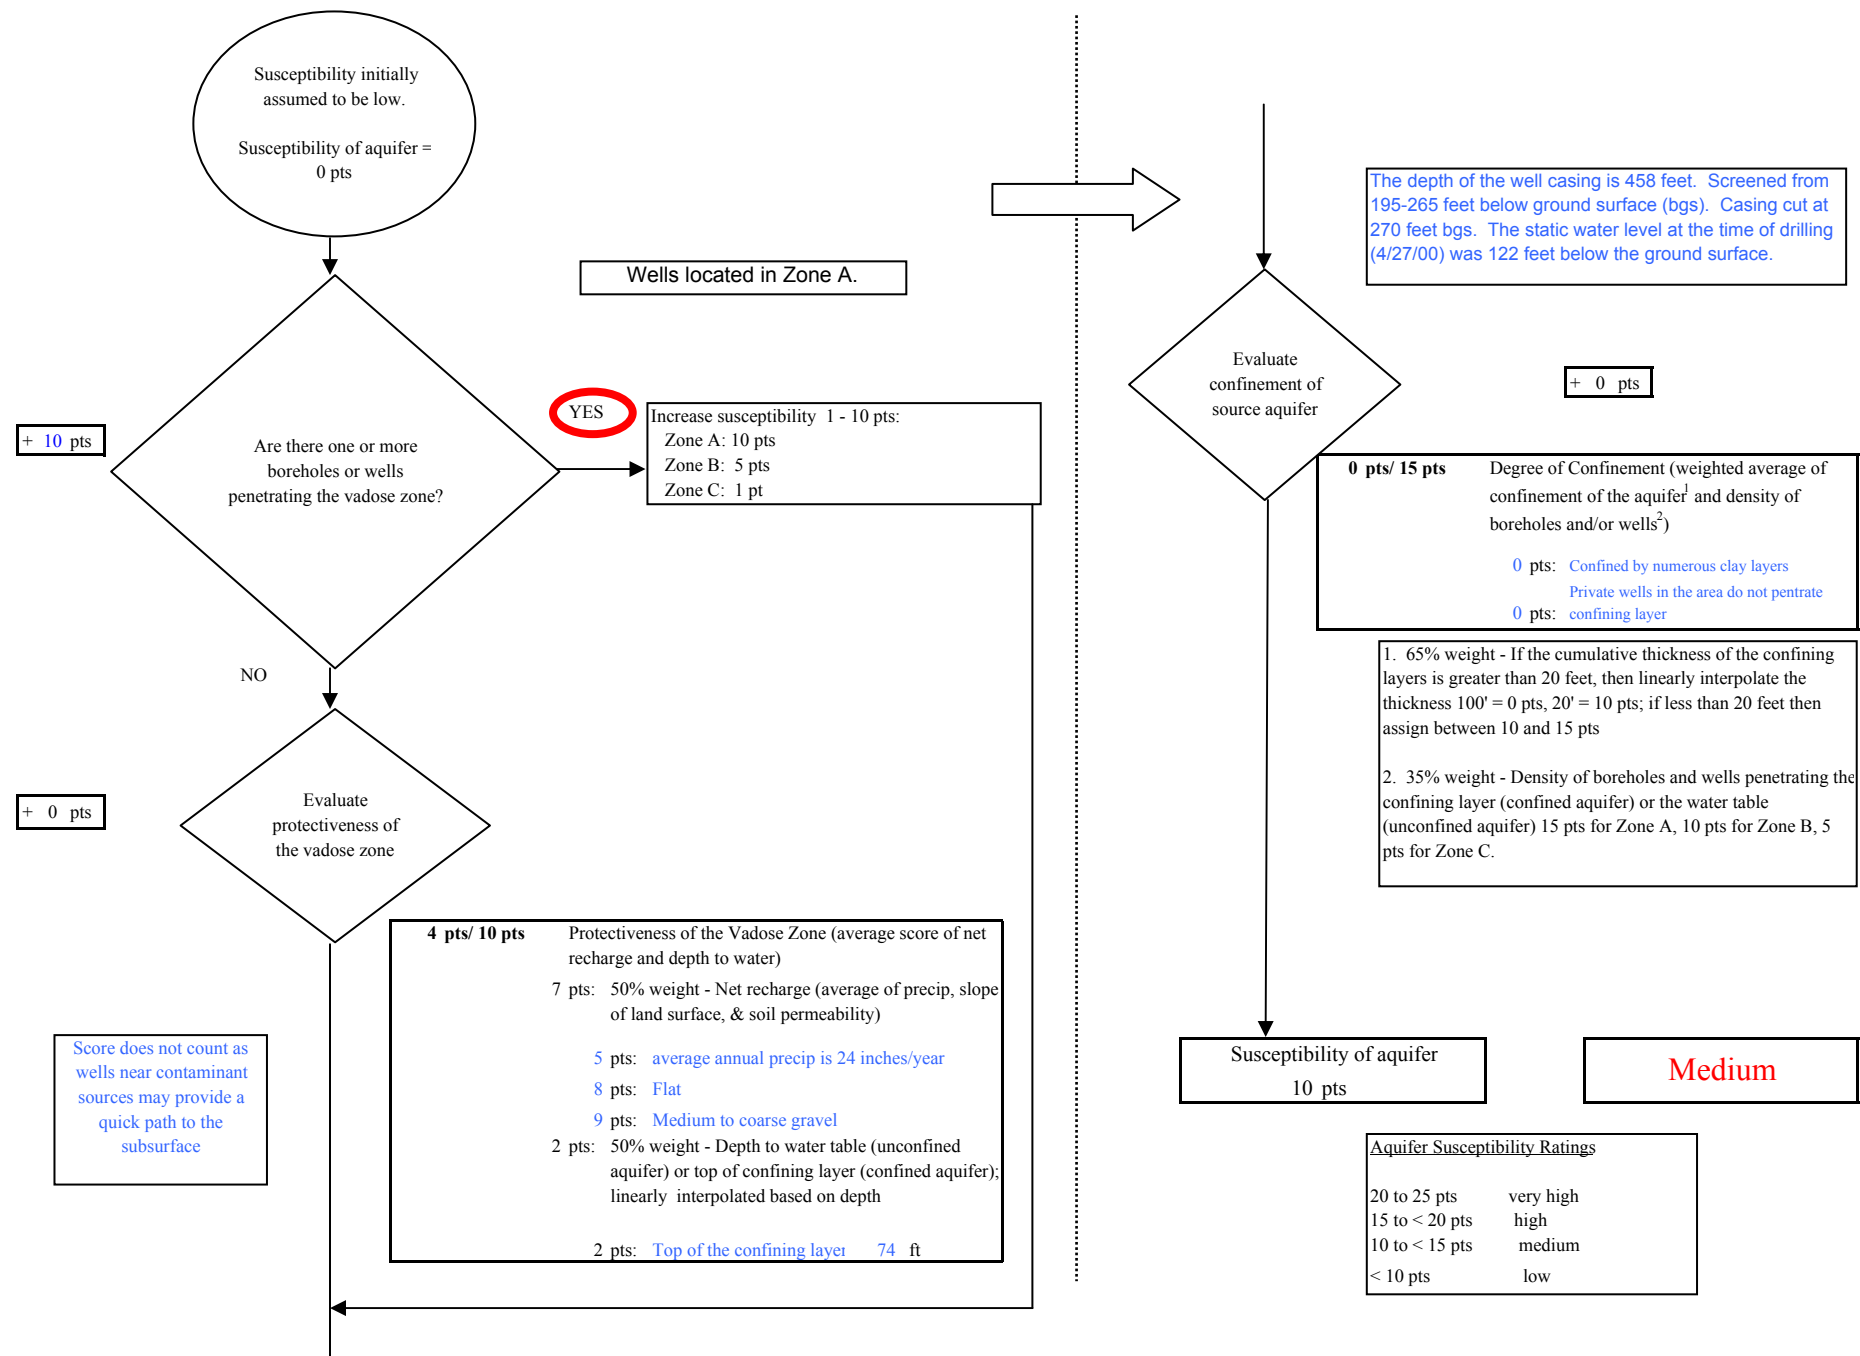 Susceptibility initially
assumed to be low.
Susceptibility of aquifer =
0 pts
Wells located in Zone A.
+ 10 pts
Are there one or more
boreholes or wells
penetrating the vadose zone?
YES
Increase susceptibility 1 - 10 pts:
Zone A: 10 pts
Zone B: 5 pts
Zone C: 1 pt
NO
+ 0 pts
Evaluate
protectiveness of
the vadose zone
4 pts/ 10 pts Protectiveness of the Vadose Zone (average score of net
recharge and depth to water)
7 pts: 50% weight - Net recharge (average of precip, slope
of land surface, & soil permeability)
5 pts: average annual precip is 24 inches/year
8 pts: Flat
9 pts: Medium to coarse gravel
2 pts: 50% weight - Depth to water table (unconfined
aquifer) or top of confining layer (confined aquifer);
linearly interpolated based on depth
2 pts: Top of the confining layer 74 ft
Score does not count as
wells near contaminant
sources may provide a
quick path to the
subsurface
The depth of the well casing is 458 feet. Screened from
195-265 feet below ground surface (bgs). Casing cut at
270 feet bgs. The static water level at the time of drilling
(4/27/00) was 122 feet below the ground surface.
Evaluate
confinement of
source aquifer
+ 0 pts
0 pts/ 15 pts Degree of Confinement (weighted average of
confinement of the aquifer1 and density of
boreholes and/or wells2)
0 pts: Confined by numerous clay layers
Private wells in the area do not pentrate
0 pts: confining layer
1. 65% weight - If the cumulative thickness of the confining
layers is greater than 20 feet, then linearly interpolate the
thickness 100' = 0 pts, 20' = 10 pts; if less than 20 feet then
assign between 10 and 15 pts
2. 35% weight - Density of boreholes and wells penetrating the
confining layer (confined aquifer) or the water table
(unconfined aquifer) 15 pts for Zone A, 10 pts for Zone B, 5
pts for Zone C.
Susceptibility of aquifer
10 pts
Medium
Aquifer Susceptibility Ratings
20 to 25 pts very high
15 to < 20 pts high
10 to < 15 pts medium
< 10 pts low